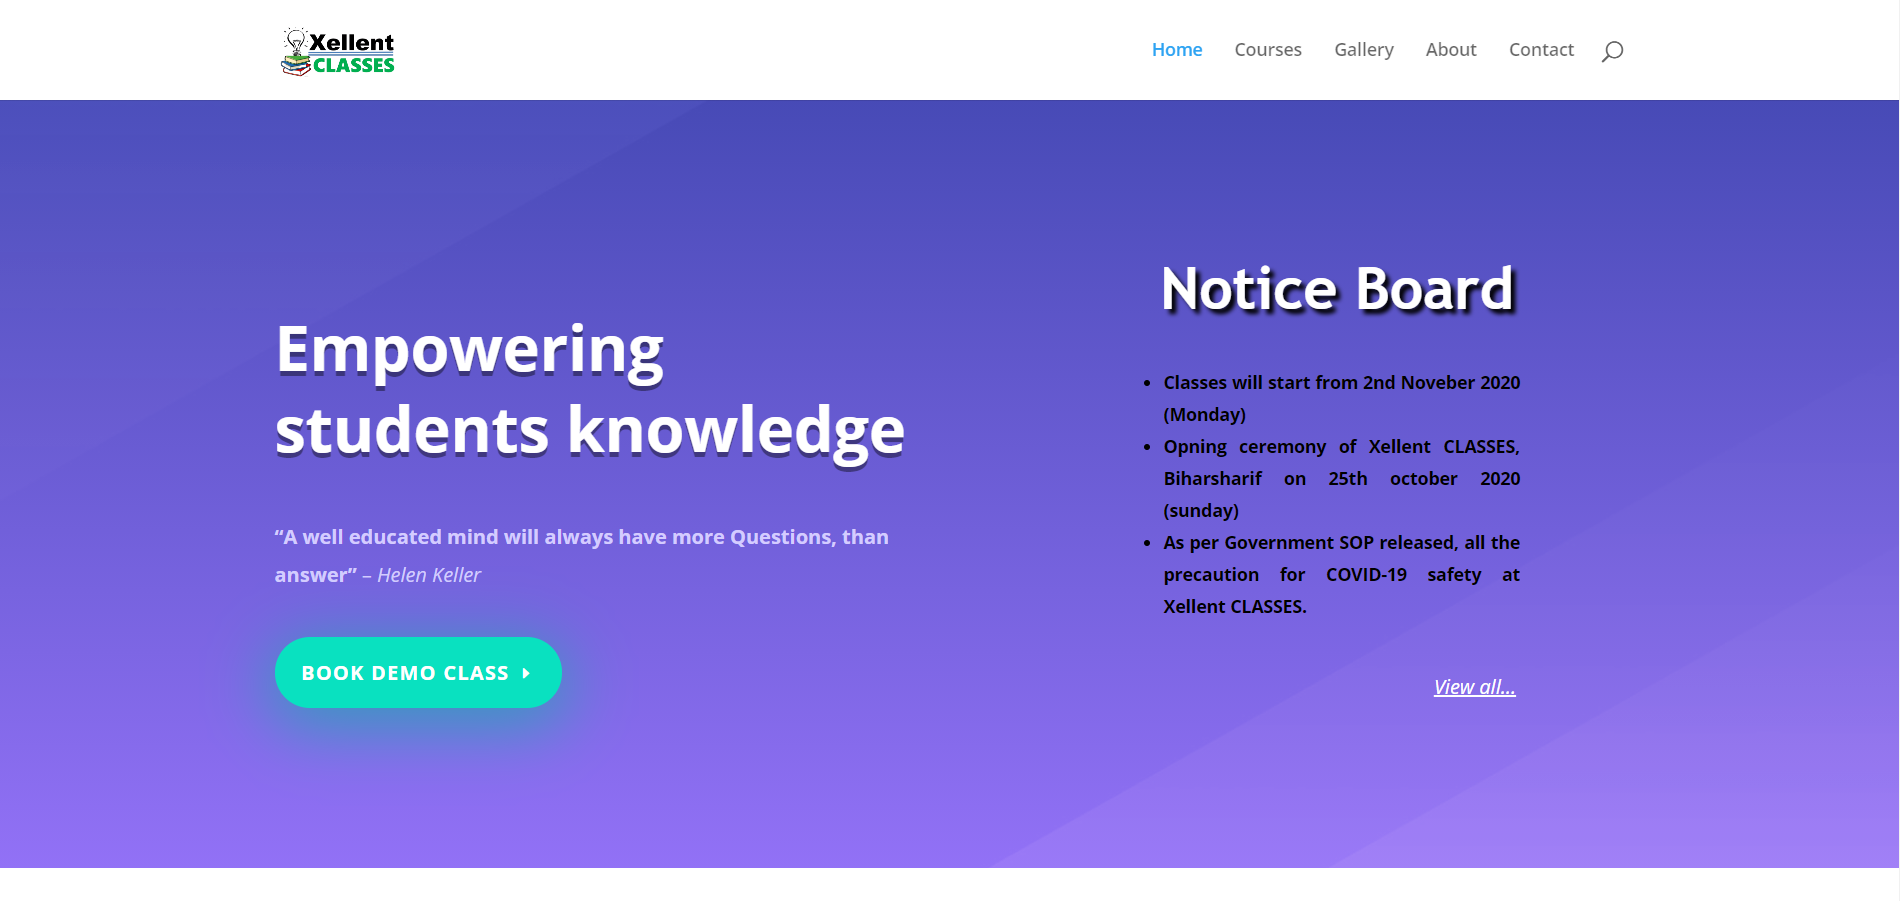 Xellent
CLASSES
Home Courses Gallery About Contact
Empowering
students knowledge
“A well educated mind will always have more Questions, than
answer” – Helen Keller
BOOK DEMO CLASS
Notice Board
Classes will start from 2nd Noveber 2020
(Monday)
Opning ceremony of Xellent CLASSES,
Biharsharif on 25th october 2020
(sunday)
As per Government SOP released, all the
precaution for COVID-19 safety at
Xellent CLASSES.
View all...